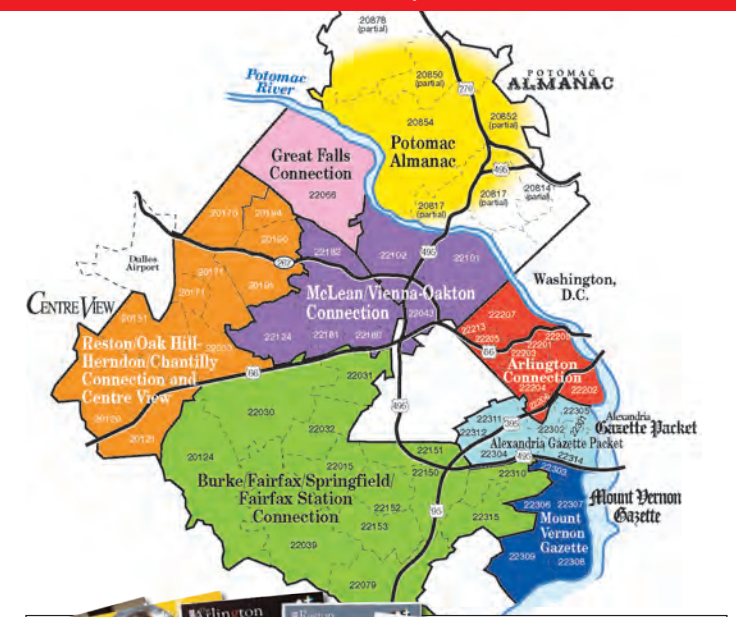 20878
(partial)
Potomac
River
20850
(partial)
270
POTOMAC
ALMANAC
20854
20852
(partial)
Potomac
Almanac
Great Falls
Connection
22066
495
20817
(partial)
20814
(partial)
20817
(partial)
20170
20194
20190
22182
22102
495
22101
Dulles
Airport
267
20171
20191
20171
Washington,
D.C.
McLean/Vienna-Oakton
Connection
22043
CENTRE VIEW
20151
22124
22181
22180
22207
22213
22205
22209
22201
66
22203
Reston/Oak Hill-
Herndon/Chantilly
Connection and
Centre View
22033
66
22031
Arlington
Connection
22204
22202
22206
20120
20121
22030
495
22311
395
22305
22301
22312
22302
Alexandria
Gazette Packet
22032
Alexandria Gazette Packet
22304
495
22314
20124
22151
22015
22150
22310
22303
Burke/Fairfax/Springfield/
Fairfax Station
Connection
22152
22153
95
22315
22306
22307
Mount Vernon
Gazette
Mount
Vernon
Gazette
22039
22309
22308
22079
Arlington
Reston